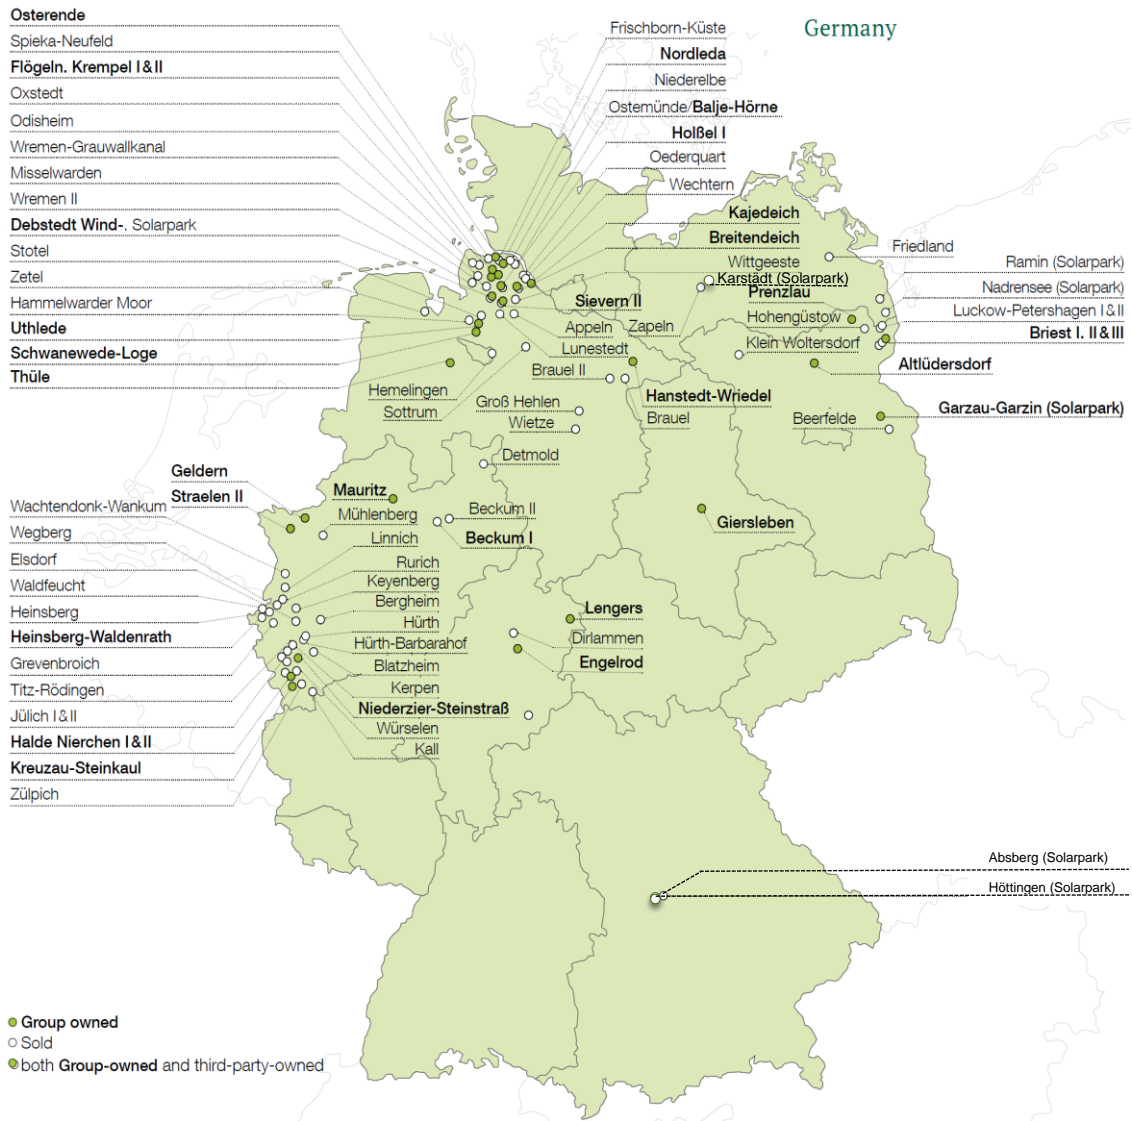 Germany
Osterende
Spieka-Neufeld
Flögeln. Krempel I & II
Oxstedt
Odisheim
Wremen-Grauwallkanal
Misselwarden
Wremen II
Debstedt Wind-. Solarpark
Stotel
Zetel
Hammelwarder Moor
Uthlede
Schwanewede-Loge
Thüle
Frischborn-Küste
Nordleda
Niederelbe
Ostemünde/Balje-Hörne
Holßel I
Oederquart
Wechtern
Kajedeich
Breitendeich
Wittgeeste
Karstädt (Solarpark)
Sievern II
Prenzlau
Appeln
Zapeln
Hohengüstow
Lunestedt
Klein Woltersdorf
Friedland
Ramin (Solarpark)
Nadrensee (Solarpark)
Luckow-Petershagen I & II
Briest I. II & III
Altlüdersdorf
Garzau-Garzin (Solarpark)
Beerfelde
Brauel II
Hemelingen
Sottrum
Groß Hehlen
Hanstedt-Wriedel
Wietze
Brauel
Detmold
Geldern
Straelen II
Mauritz
Mühlenberg
Beckum II
Beckum I
Giersleben
Wachtendonk-Wankum
Wegberg
Elsdorf
Waldfeucht
Heinsberg
Heinsberg-Waldenrath
Grevenbroich
Titz-Rödingen
Jülich I & II
Halde Nierchen I & II
Kreuzau-Steinkaul
Zülpich
Linnich
Rurich
Keyenberg
Bergheim
Hürth
Hürth-Barbarahof
Blatzheim
Kerpen
Niederzier-Steinstraß
Würselen
Kall
Lengers
Dirlammen
Engelrod
Absberg (Solarpark)
Höttingen (Solarpark)
Group owned
Sold
both Group-owned and third-party-owned